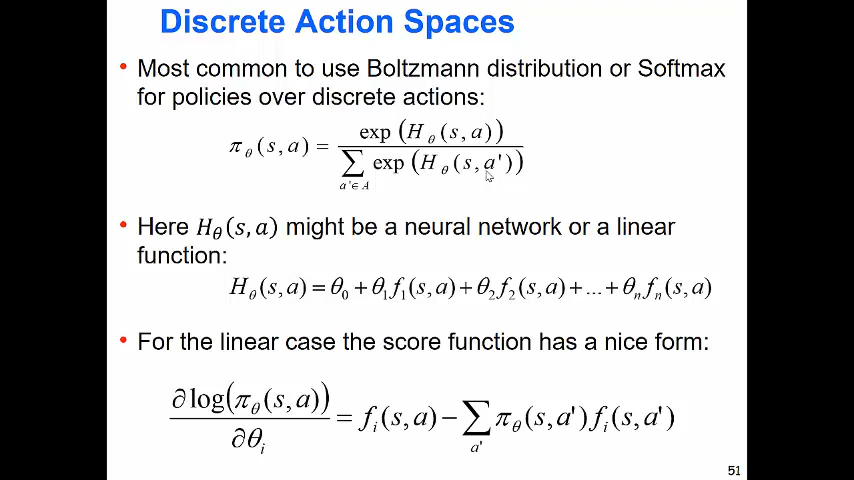 Discrete Action Spaces
• Most common to use Boltzmann distribution or Softmax
for policies over discrete actions:
π_θ(s, a) = exp(H_θ(s, a)) / ∑_{a'∈A} exp(H_θ(s, a'))
• Here H_θ(s, a) might be a neural network or a linear
function:
H_θ(s, a) = θ_0 + θ_1 f_1(s, a) + θ_2 f_2(s, a) + ... + θ_n f_n(s, a)
• For the linear case the score function has a nice form:
∂ log(π_θ(s, a)) / ∂θ_i = f_i(s, a) − ∑_{a'} π_θ(s, a') f_i(s, a')
51